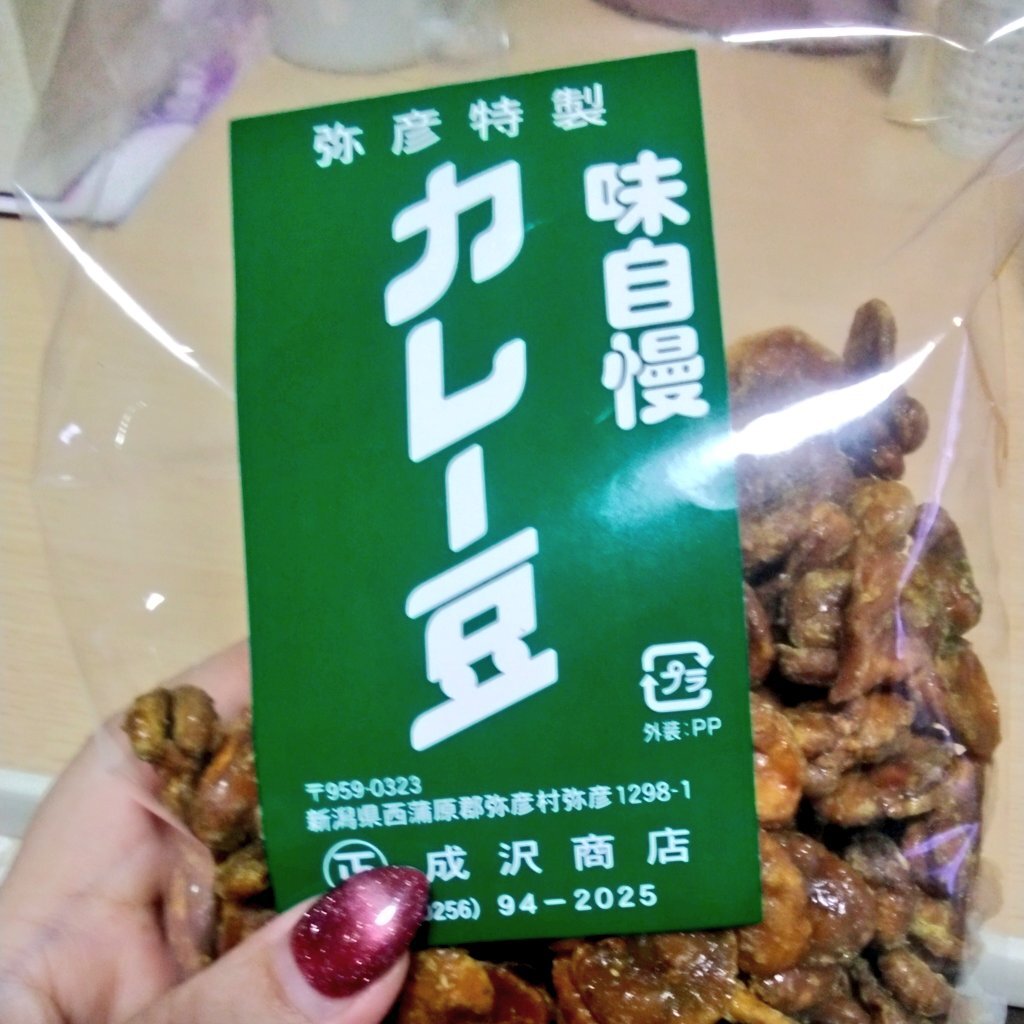 弥彦特製
味自慢
カレー豆
プラ
外装:PP
〒959-0323
新潟県西蒲原郡弥彦村弥彦1298-1
正 成沢商店
0256) 94-2025